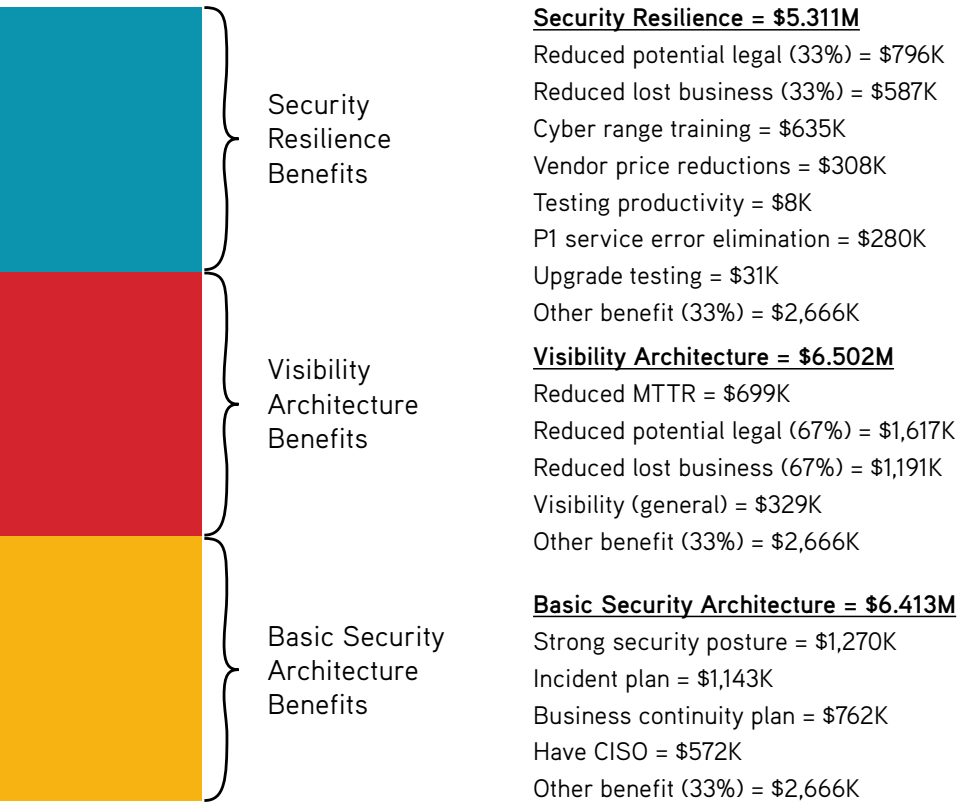 Security
Resilience
Benefits
Security Resilience = $5.311M
Reduced potential legal (33%) = $796K
Reduced lost business (33%) = $587K
Cyber range training = $635K
Vendor price reductions = $308K
Testing productivity = $8K
P1 service error elimination = $280K
Upgrade testing = $31K
Other benefit (33%) = $2,666K
Visibility
Architecture
Benefits
Visibility Architecture = $6.502M
Reduced MTTR = $699K
Reduced potential legal (67%) = $1,617K
Reduced lost business (67%) = $1,191K
Visibility (general) = $329K
Other benefit (33%) = $2,666K
Basic Security
Architecture
Benefits
Basic Security Architecture = $6.413M
Strong security posture = $1,270K
Incident plan = $1,143K
Business continuity plan = $762K
Have CISO = $572K
Other benefit (33%) = $2,666K